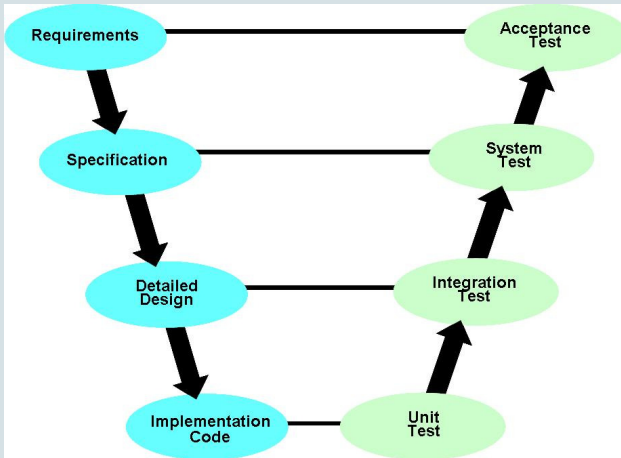 Requirements
Acceptance
Test
Specification
System
Test
Detailed
Design
Integration
Test
Implementation
Code
Unit
Test